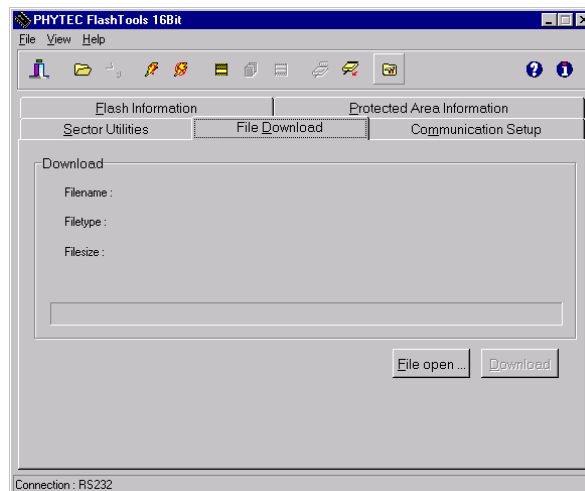 PHYTEC FlashTools 16Bit
File View Help
Flash Information Protected Area Information
Sector Utilities File Download Communication Setup
Download
Filename :
Filetype :
Filesize :
File open ... Download
Connection : RS232